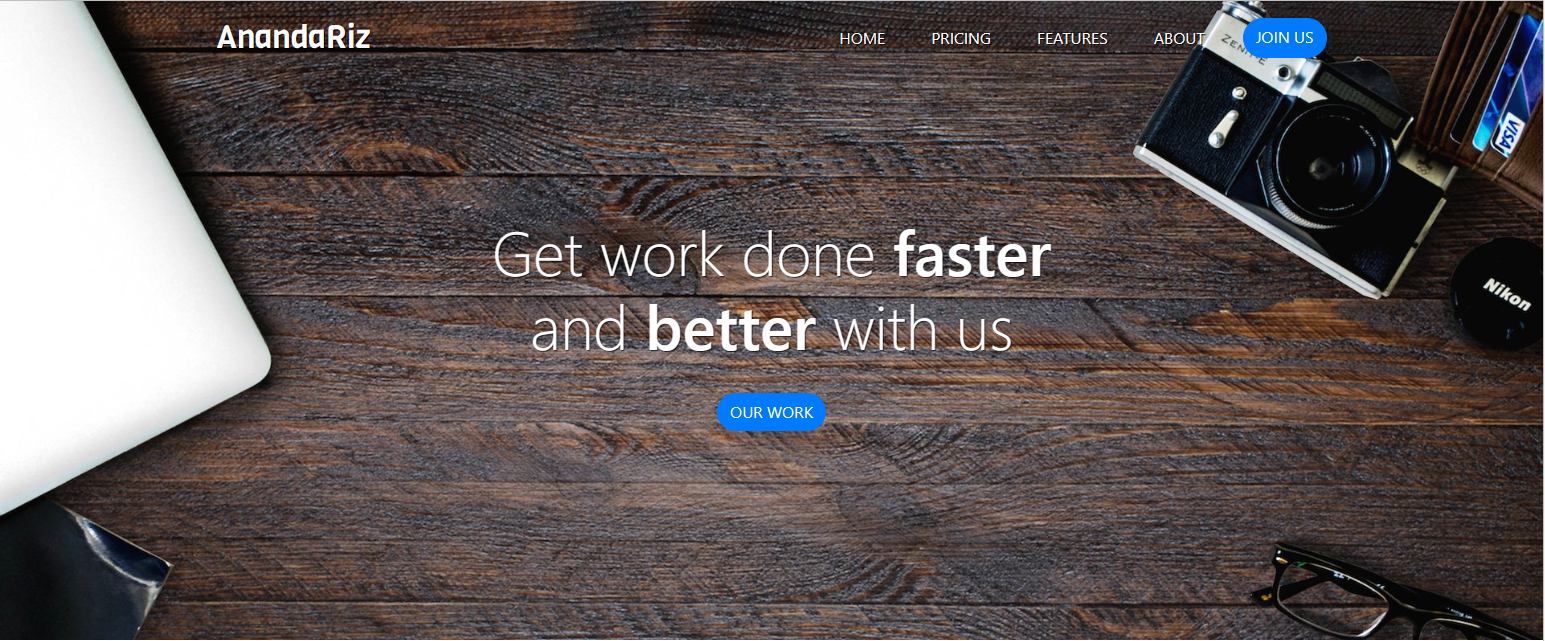 AnandaRiz
HOME PRICING FEATURES ABOUT JOIN US
ZENIT-E
VISA
Get work done faster
and better with us
Nikon
OUR WORK